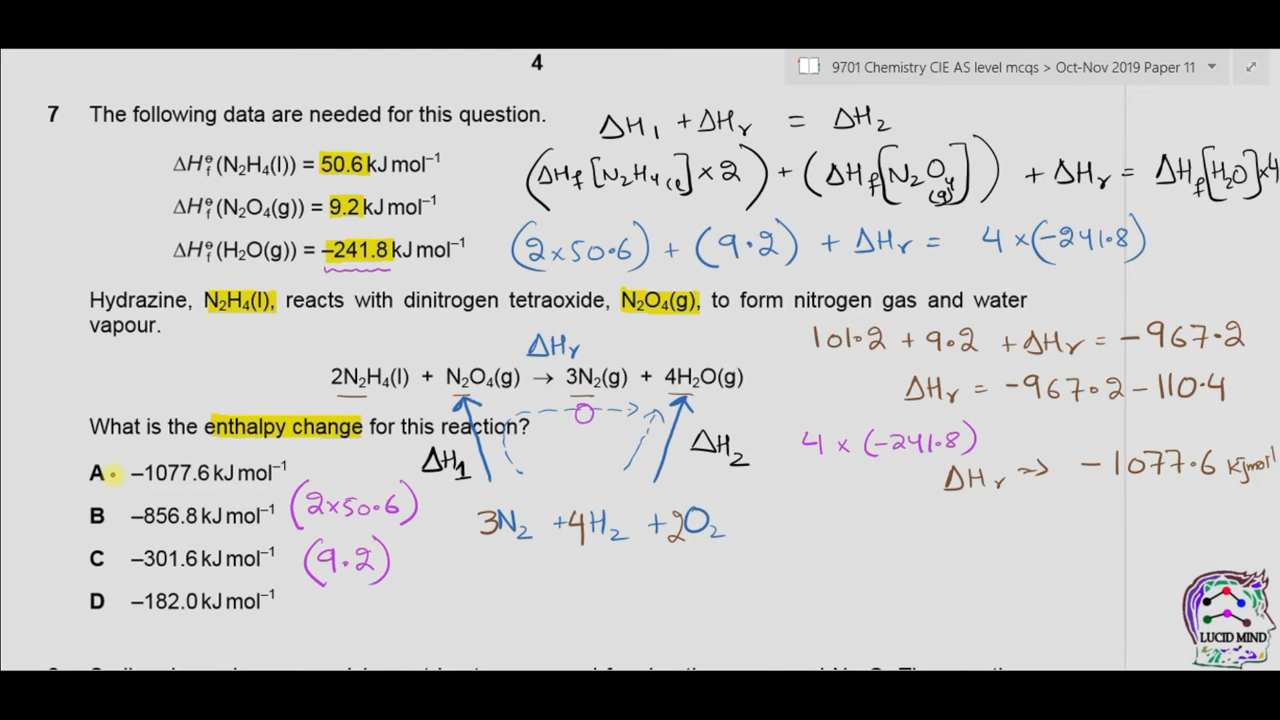 4
9701 Chemistry CIE AS level mcqs > Oct-Nov 2019 Paper 11
7 The following data are needed for this question.
ΔH₁ + ΔHr = ΔH₂
ΔH⦵f (N₂H₄(l)) = 50.6 kJ mol⁻¹
(ΔHf [N₂H₄(l)] × 2) + (ΔHf [N₂O₄(g)]) + ΔHr = ΔHf [H₂O] × 4
ΔH⦵f (N₂O₄(g)) = 9.2 kJ mol⁻¹
ΔH⦵f (H₂O(g)) = –241.8 kJ mol⁻¹
(2×50.6) + (9.2) + ΔHr = 4 × (-241.8)
Hydrazine, N₂H₄(l), reacts with dinitrogen tetraoxide, N₂O₄(g), to form nitrogen gas and water
vapour.
101.2 + 9.2 + ΔHr = -967.2
ΔHr
2N₂H₄(l) + N₂O₄(g) → 3N₂(g) + 4H₂O(g)
ΔHr = -967.2 - 110.4
0
What is the enthalpy change for this reaction?
ΔH₁
ΔH₂
4 × (-241.8)
A –1077.6 kJ mol⁻¹
ΔHr ⇒ -1077.6 kJmol⁻¹
B –856.8 kJ mol⁻¹
(2×50.6)
3N₂ + 4H₂ + 2O₂
C –301.6 kJ mol⁻¹
(9.2)
D –182.0 kJ mol⁻¹
LUCID MIND